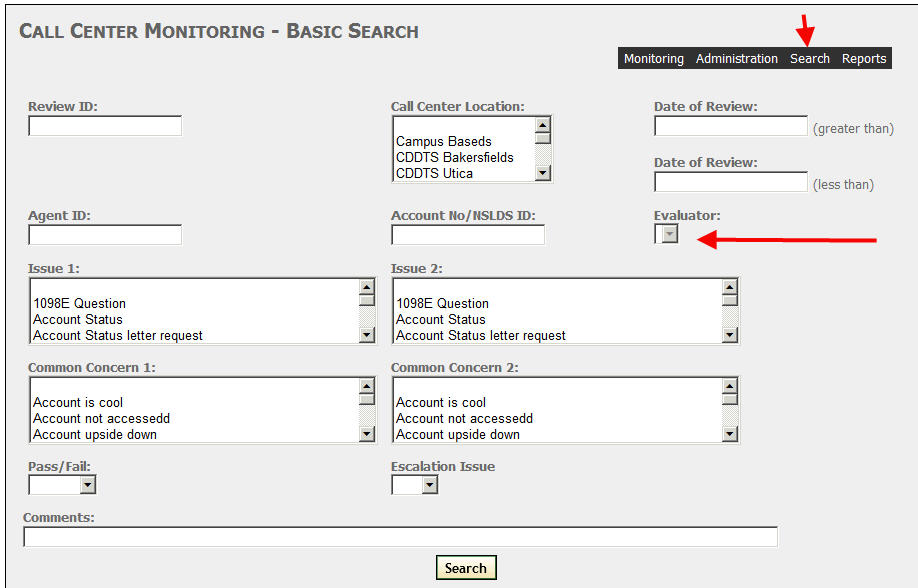 CALL CENTER MONITORING - BASIC SEARCH
Monitoring Administration Search Reports
Review ID:
Call Center Location:
Campus Baseds
CDDTS Bakersfields
CDDTS Utica
Date of Review:
(greater than)
Date of Review:
(less than)
Agent ID:
Account No/NSLDS ID:
Evaluator:
Issue 1:
1098E Question
Account Status
Account Status letter request
Issue 2:
1098E Question
Account Status
Account Status letter request
Common Concern 1:
Account is cool
Account not accessedd
Account upside down
Common Concern 2:
Account is cool
Account not accessedd
Account upside down
Pass/Fail:
Escalation Issue
Comments:
Search